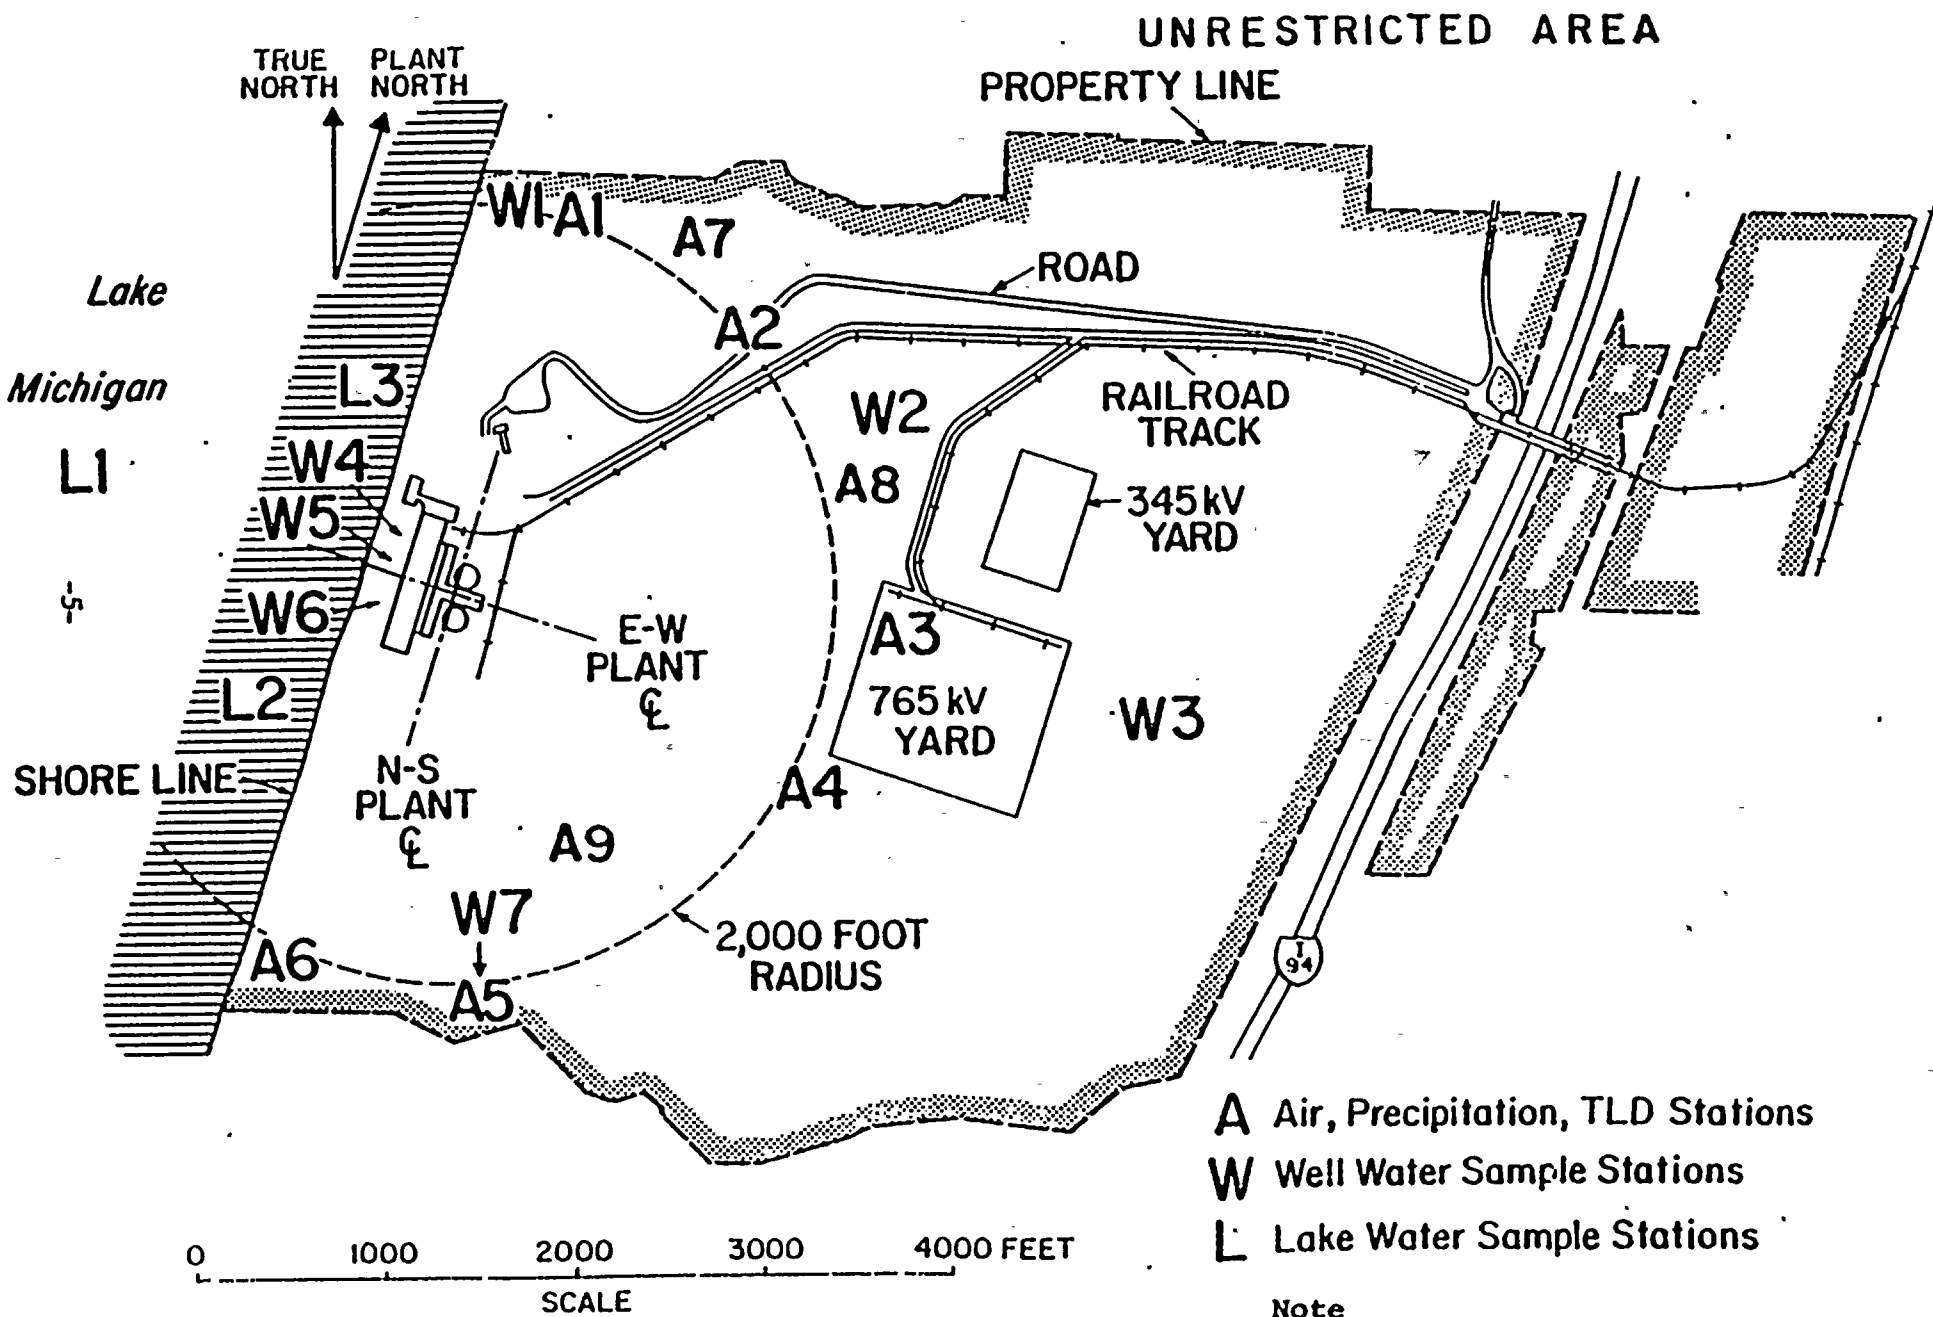 UNRESTRICTED AREA
TRUE
NORTH
PLANT
NORTH
PROPERTY LINE
W1
A1
A7
Lake
ROAD
A2
Michigan
L3
W2
RAILROAD
TRACK
L1
W4
A8
345 kV
YARD
W5
-5-
W6
E-W
PLANT
℄
A3
L2
765 kV
YARD
W3
SHORE LINE
N-S
PLANT
℄
A4
A9
W7
2,000 FOOT
RADIUS
A6
A5
I
94
A Air, Precipitation, TLD Stations
W Well Water Sample Stations
L Lake Water Sample Stations
0 1000 2000 3000 4000 FEET
SCALE
Note